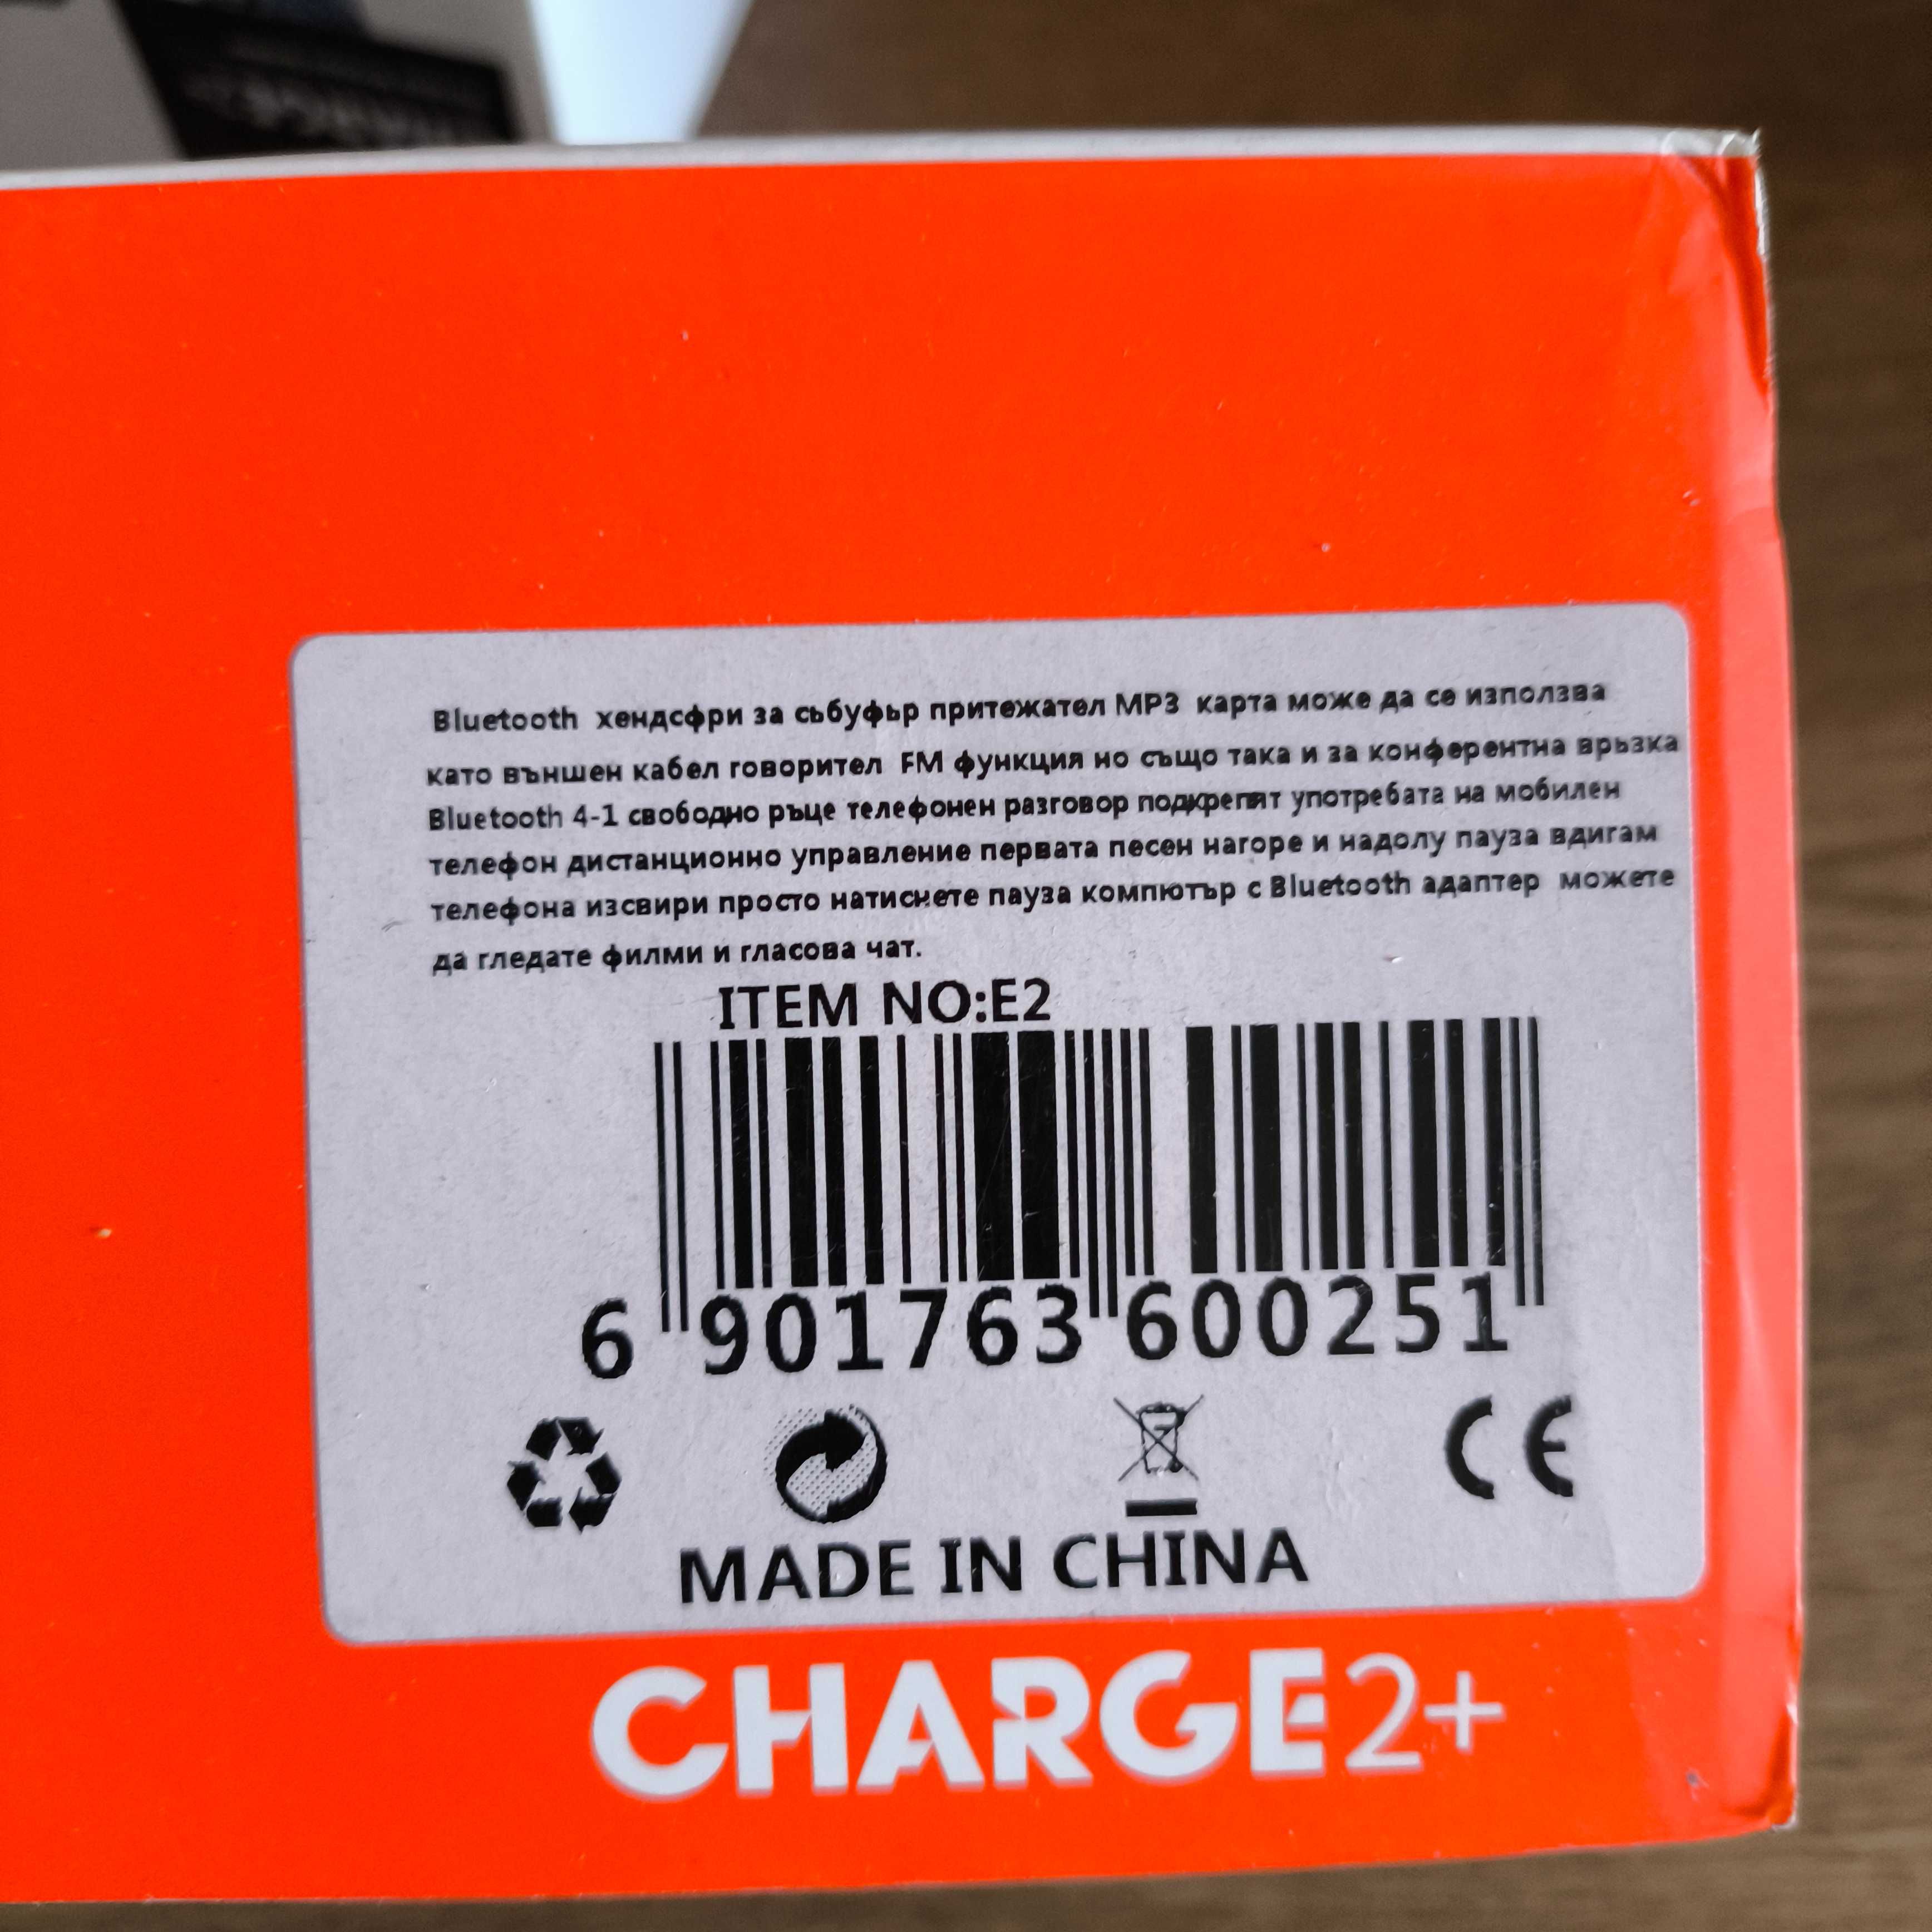 Bluetooth хендсфри за събуфър притежател MP3 карта може да се използва
като външен кабел говорител FM функция но също така и за конферентна връзка
Bluetooth 4-1 свободно ръце телефонен разговор подкрепят употребата на мобилен
телефон дистанционно управление первата песен нагоре и надолу пауза вдигам
телефона изсвири просто натиснете пауза компютър с Bluetooth адаптер можете
да гледате филми и гласова чат.
ITEM NO:E2
6 901763 600251
CE
MADE IN CHINA
CHARGE2+